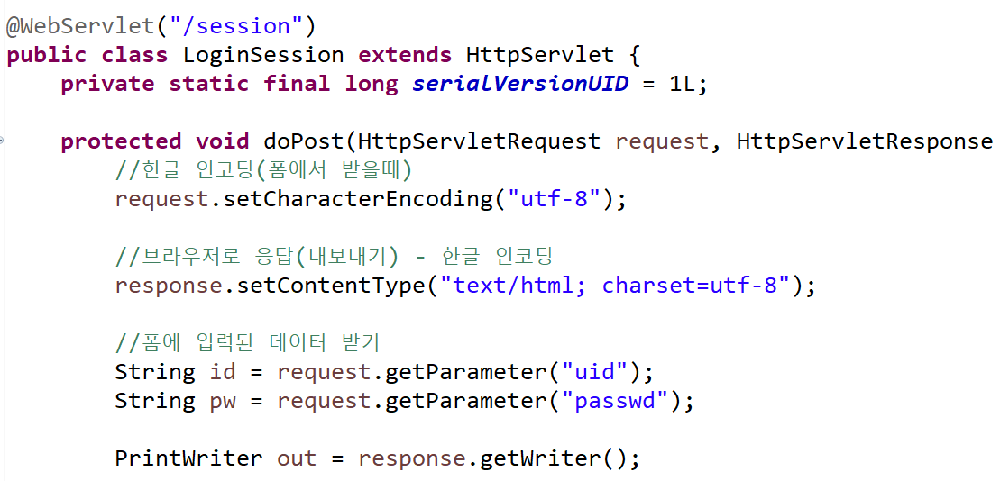 @WebServlet("/session")
public class LoginSession extends HttpServlet {
private static final long serialVersionUID = 1L;
protected void doPost(HttpServletRequest request, HttpServletResponse
//한글 인코딩(폼에서 받을때)
request.setCharacterEncoding("utf-8");
//브라우저로 응답(내보내기) - 한글 인코딩
response.setContentType("text/html; charset=utf-8");
//폼에 입력된 데이터 받기
String id = request.getParameter("uid");
String pw = request.getParameter("passwd");
PrintWriter out = response.getWriter();